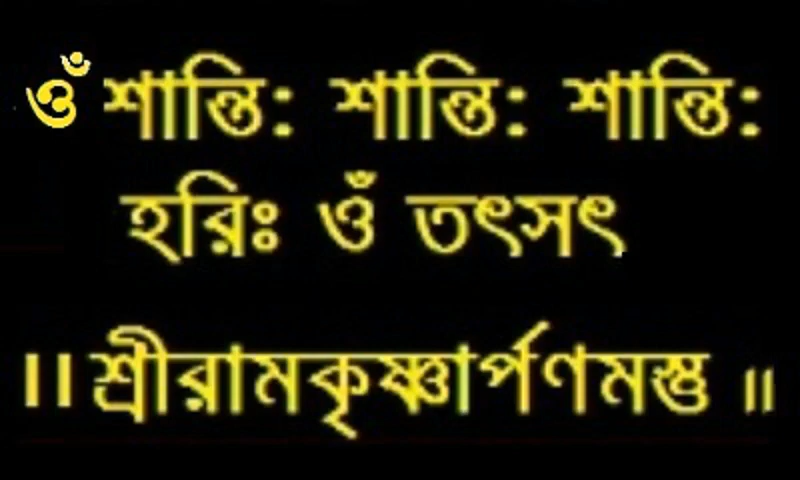 ওঁ শান্তি: শান্তি: শান্তি:
হরিঃ ওঁ তৎসৎ
।। শ্রীরামকৃষ্ণার্পণমস্তু ॥